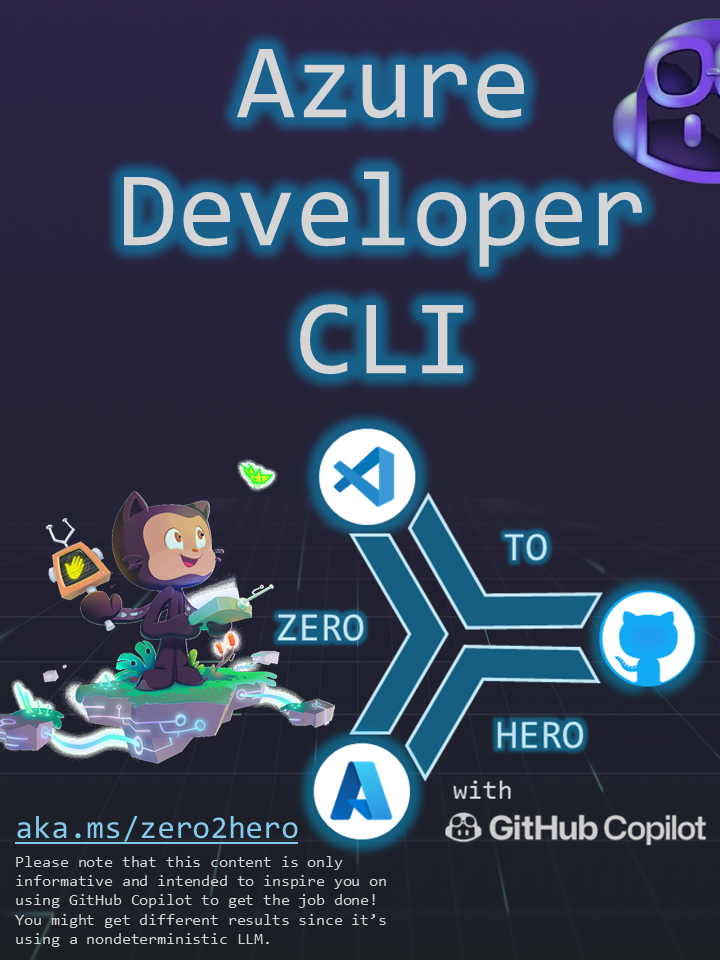 Azure
Developer
CLI
TO
ZERO
HERO
with
GitHub Copilot
aka.ms/zero2hero
Please note that this content is only
informative and intended to inspire you on
using GitHub Copilot to get the job done!
You might get different results since it’s
using a nondeterministic LLM.